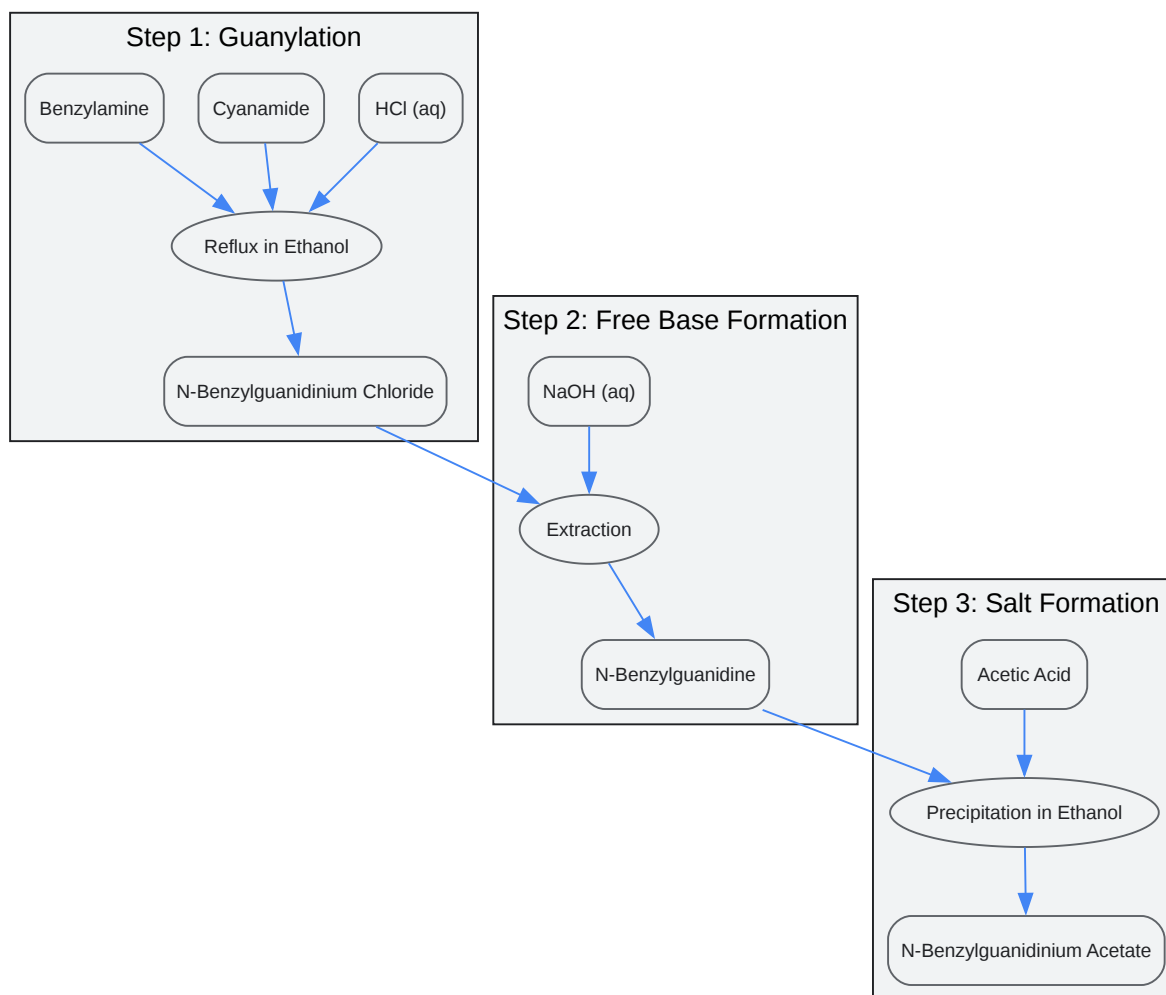 Step 1: Guanylation
Benzylamine
Cyanamide
HCl (aq)
Reflux in Ethanol
N-Benzylguanidinium Chloride
Step 2: Free Base Formation
NaOH (aq)
Extraction
N-Benzylguanidine
Step 3: Salt Formation
Acetic Acid
Precipitation in Ethanol
N-Benzylguanidinium Acetate